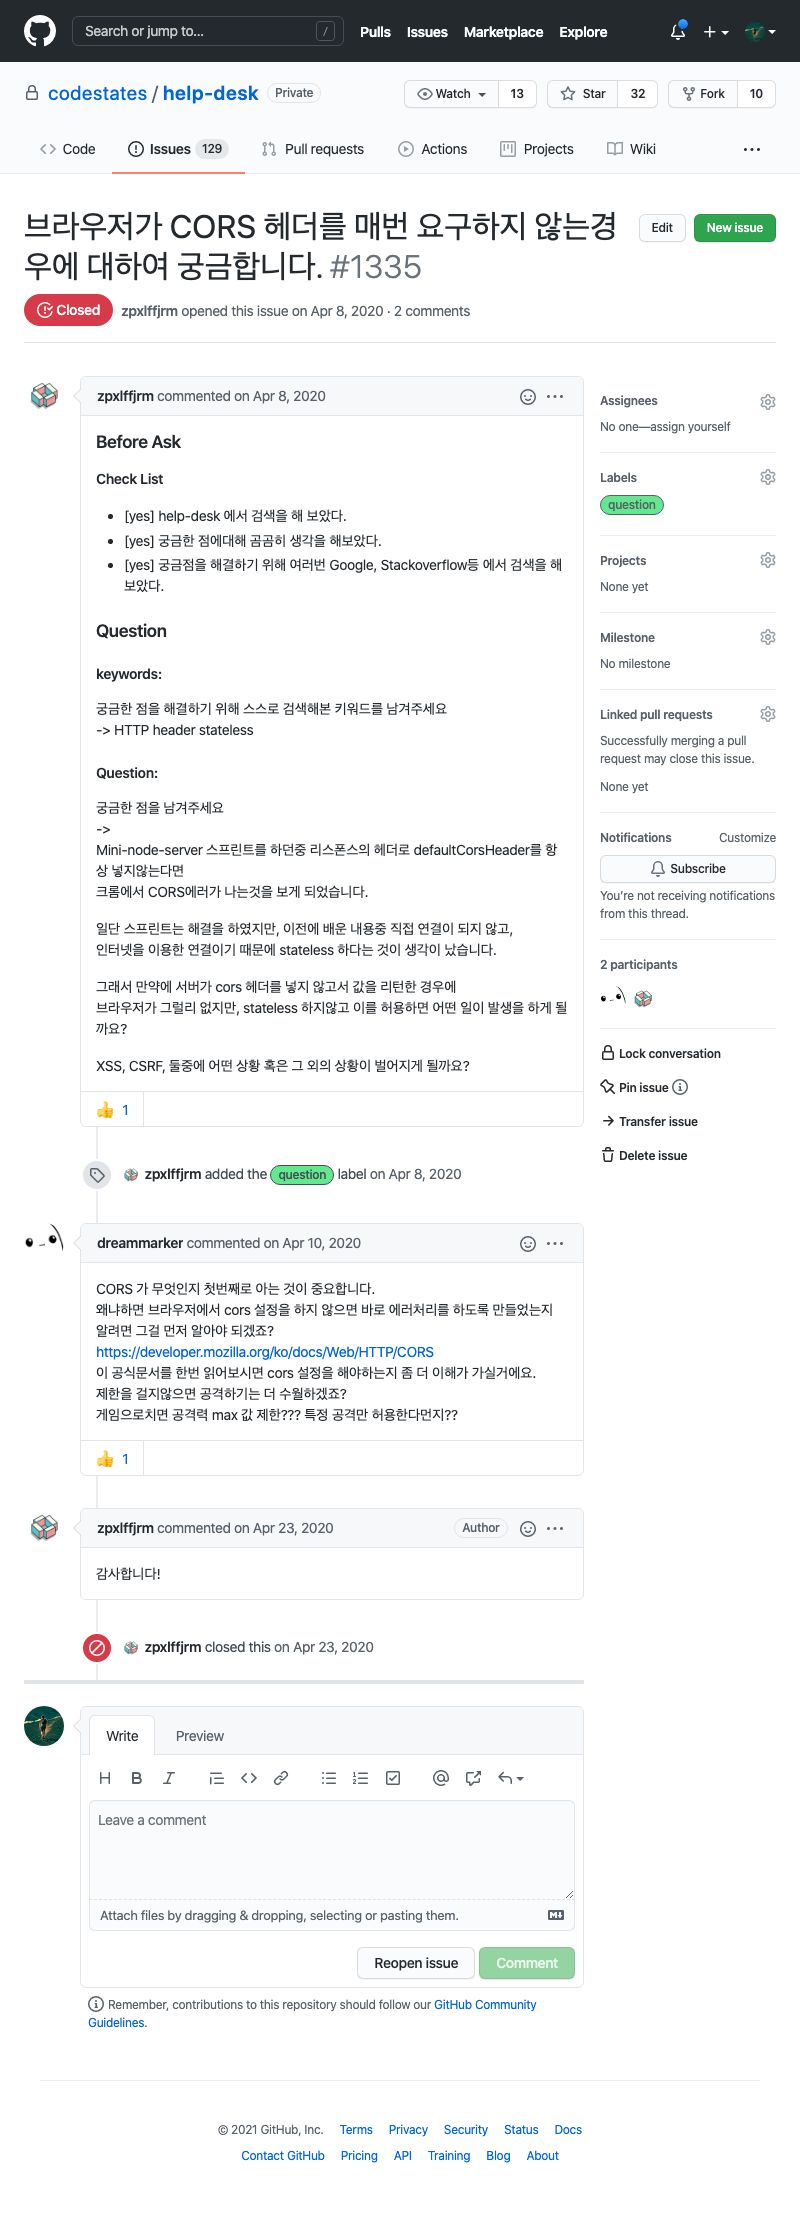 Search or jump to... /
Pulls Issues Marketplace Explore
codestates / help-desk Private
Watch 13 Star 32 Fork 10
Code Issues 129 Pull requests Actions Projects Wiki ...
브라우저가 CORS 헤더를 매번 요구하지 않는경
우에 대하여 궁금합니다. #1335
Edit New issue
Closed zpxlffjrm opened this issue on Apr 8, 2020 · 2 comments
zpxlffjrm commented on Apr 8, 2020
Before Ask
Check List
[yes] help-desk 에서 검색을 해 보았다.
[yes] 궁금한 점에대해 곰곰히 생각을 해보았다.
[yes] 궁금점을 해결하기 위해 여러번 Google, Stackoverflow등 에서 검색을 해
보았다.
Question
keywords:
궁금한 점을 해결하기 위해 스스로 검색해본 키워드를 남겨주세요
-> HTTP header stateless
Question:
궁금한 점을 남겨주세요
->
Mini-node-server 스프린트를 하던중 리스폰스의 헤더로 defaultCorsHeader를 항
상 넣지않는다면
크롬에서 CORS에러가 나는것을 보게 되었습니다.
일단 스프린트는 해결을 하였지만, 이전에 배운 내용중 직접 연결이 되지 않고,
인터넷을 이용한 연결이기 때문에 stateless 하다는 것이 생각이 났습니다.
그래서 만약에 서버가 cors 헤더를 넣지 않고서 값을 리턴한 경우에
브라우저가 그럴리 없지만, stateless 하지않고 이를 허용하면 어떤 일이 발생을 하게 될
까요?
XSS, CSRF, 둘중에 어떤 상황 혹은 그 외의 상황이 벌어지게 될까요?
👍 1
zpxlffjrm added the question label on Apr 8, 2020
dreammarker commented on Apr 10, 2020
CORS 가 무엇인지 첫번째로 아는 것이 중요합니다.
왜냐하면 브라우저에서 cors 설정을 하지 않으면 바로 에러처리를 하도록 만들었는지
알려면 그걸 먼저 알아야 되겠죠?
https://developer.mozilla.org/ko/docs/Web/HTTP/CORS
이 공식문서를 한번 읽어보시면 cors 설정을 해야하는지 좀 더 이해가 가실거에요.
제한을 걸지않으면 공격하기는 더 수월하겠죠?
게임으로치면 공격력 max 값 제한??? 특정 공격만 허용한다먼지??
👍 1
zpxlffjrm commented on Apr 23, 2020 Author
감사합니다!
zpxlffjrm closed this on Apr 23, 2020
Assignees
No one—assign yourself
Labels
question
Projects
None yet
Milestone
No milestone
Linked pull requests
Successfully merging a pull
request may close this issue.
None yet
Notifications Customize
Subscribe
You're not receiving notifications
from this thread.
2 participants
Lock conversation
Pin issue
Transfer issue
Delete issue
Write Preview
Leave a comment
Attach files by dragging & dropping, selecting or pasting them.
Reopen issue Comment
Remember, contributions to this repository should follow our GitHub Community
Guidelines.
© 2021 GitHub, Inc. Terms Privacy Security Status Docs
Contact GitHub Pricing API Training Blog About